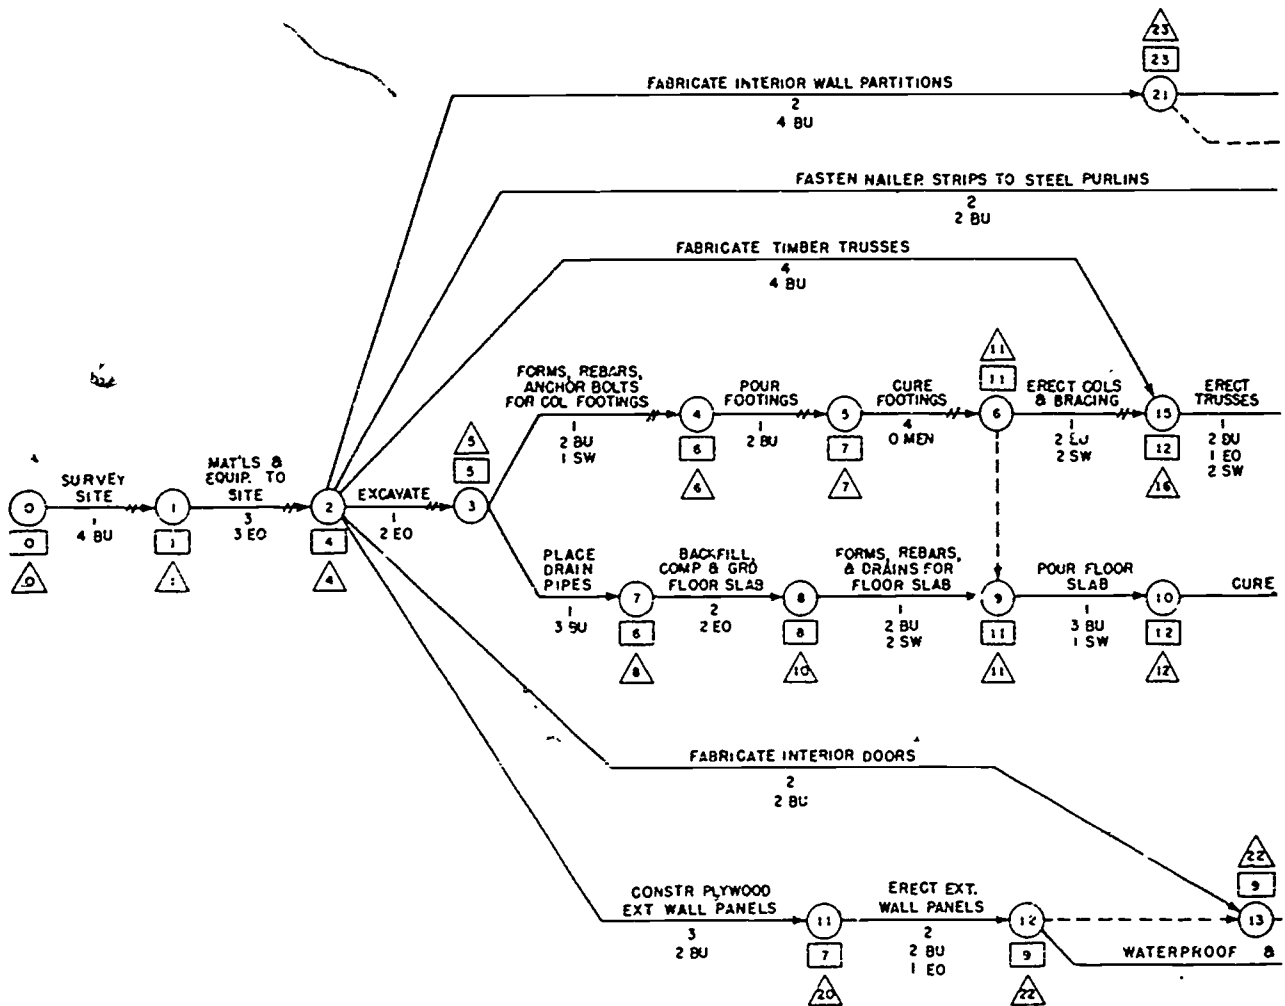 23
23
FABRICATE INTERIOR WALL PARTITIONS
21
2
4 BU
FASTEN NAILER STRIPS TO STEEL PURLINS
2
2 BU
FABRICATE TIMBER TRUSSES
4
4 BU
11
11
FORMS, REBARS,
ANCHOR BOLTS
FOR COL FOOTINGS
POUR
FOOTINGS
CURE
FOOTINGS
ERECT COLS
& BRACING
ERECT
TRUSSES
4
5
6
15
1
2 BU
1 SW
1
2 BU
4
0 MEN
1
2 EO
2 SW
1
2 BU
1 EO
2 SW
6
7
12
6
7
16
5
5
SURVEY
SITE
MAT'LS &
EQUIP. TO
SITE
EXCAVATE
0
1
2
3
1
4 BU
3
3 EO
1
2 EO
0
1
4
0
1
4
PLACE
DRAIN
PIPES
BACKFILL,
COMP & GRD
FLOOR SLAB
FORMS, REBARS,
& DRAINS FOR
FLOOR SLAB
POUR FLOOR
SLAB
CURE
7
8
9
10
1
3 BU
2
2 EO
1
2 BU
2 SW
1
3 BU
1 SW
6
8
11
12
8
10
11
12
FABRICATE INTERIOR DOORS
2
2 BU
22
9
CONSTR PLYWOOD
EXT WALL PANELS
ERECT EXT.
WALL PANELS
11
12
13
3
2 BU
2
2 BU
1 EO
WATERPROOF &
7
9
20
22